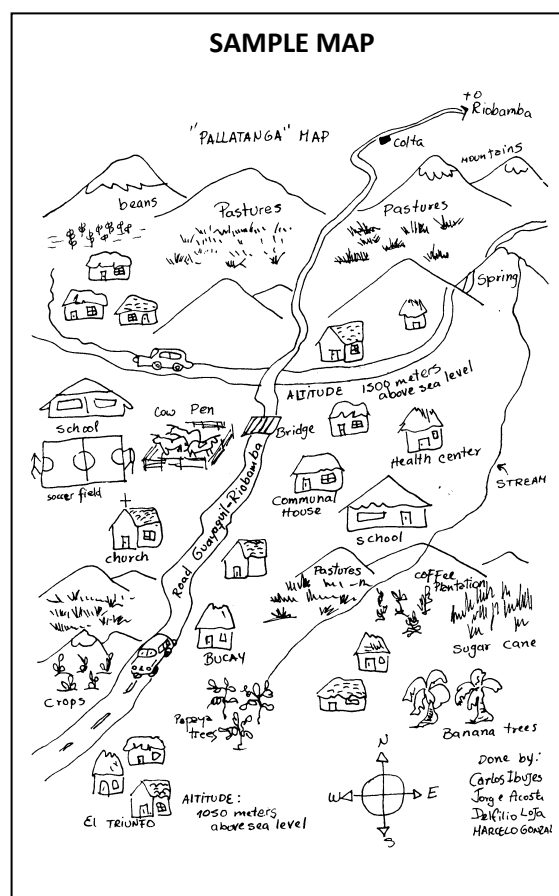 SAMPLE MAP
to
Riobamba
"PALLATANGA" MAP
Colta
MOUNTAINS
beans
Pastures
Pastures
Spring
ALTITUDE 1500 meters
above sea level
School
Cow Pen
Bridge
Health center
soccer field
Communal
House
STREAM
School
Road Guayaquil-Riobamba
church
Pastures
coffee
Plantation
Sugar Cane
BUCAY
Crops
Papaya
trees
Banana trees
N
W
E
S
Done by:
Carlos Ibujes
Jorge Acosta
Delfilio Loja
MARCELO GONZAL
ALTITUDE:
1050 meters
above sea level
El TRIUNFO